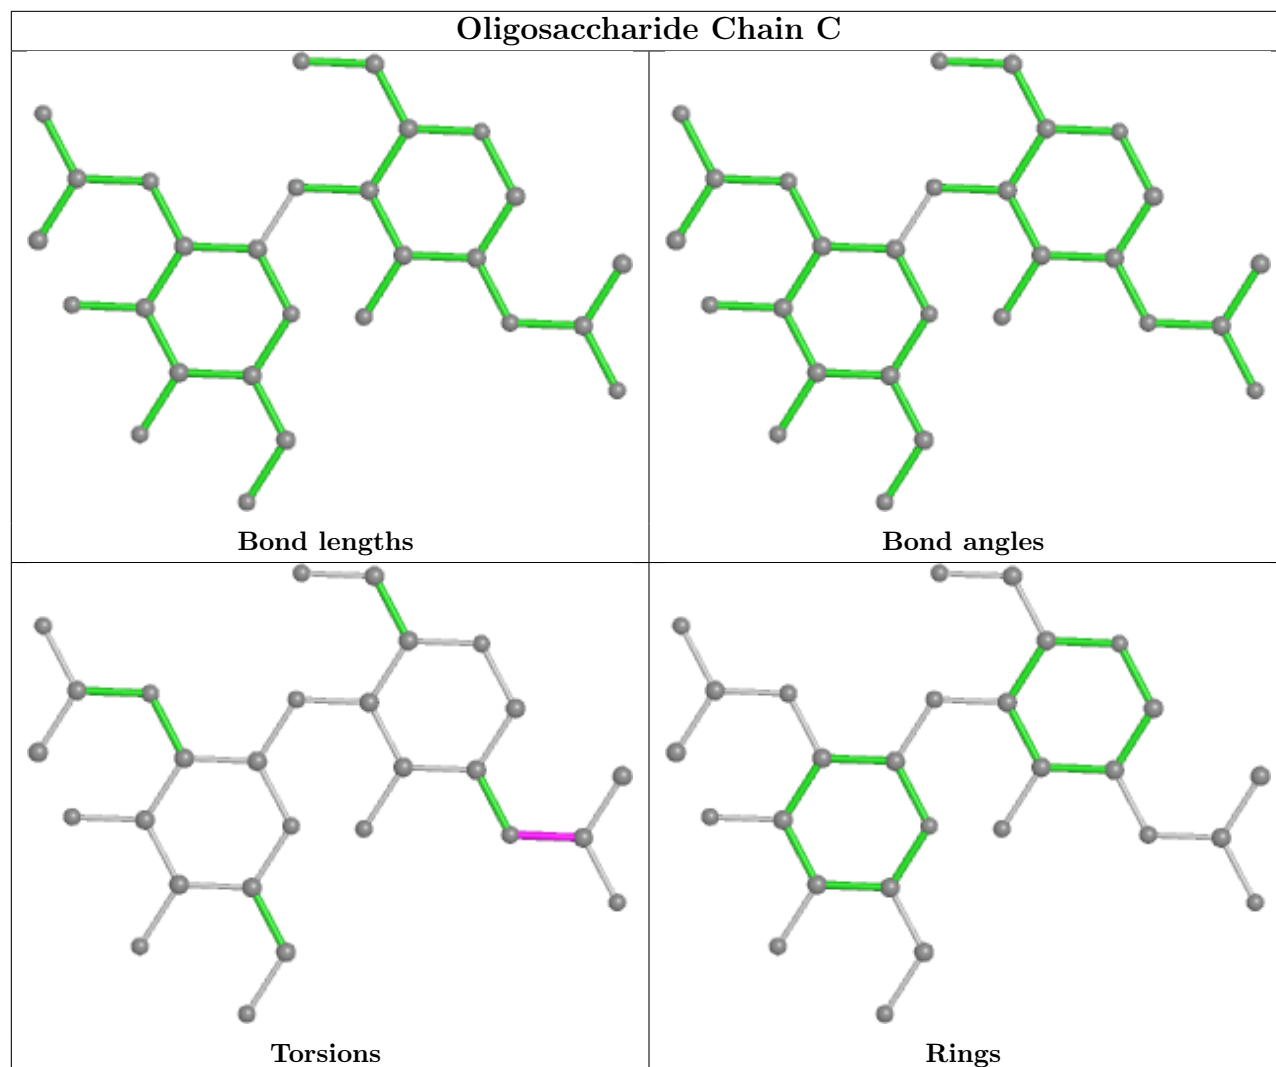 Oligosaccharide Chain C
Bond lengths
Bond angles
Torsions
Rings